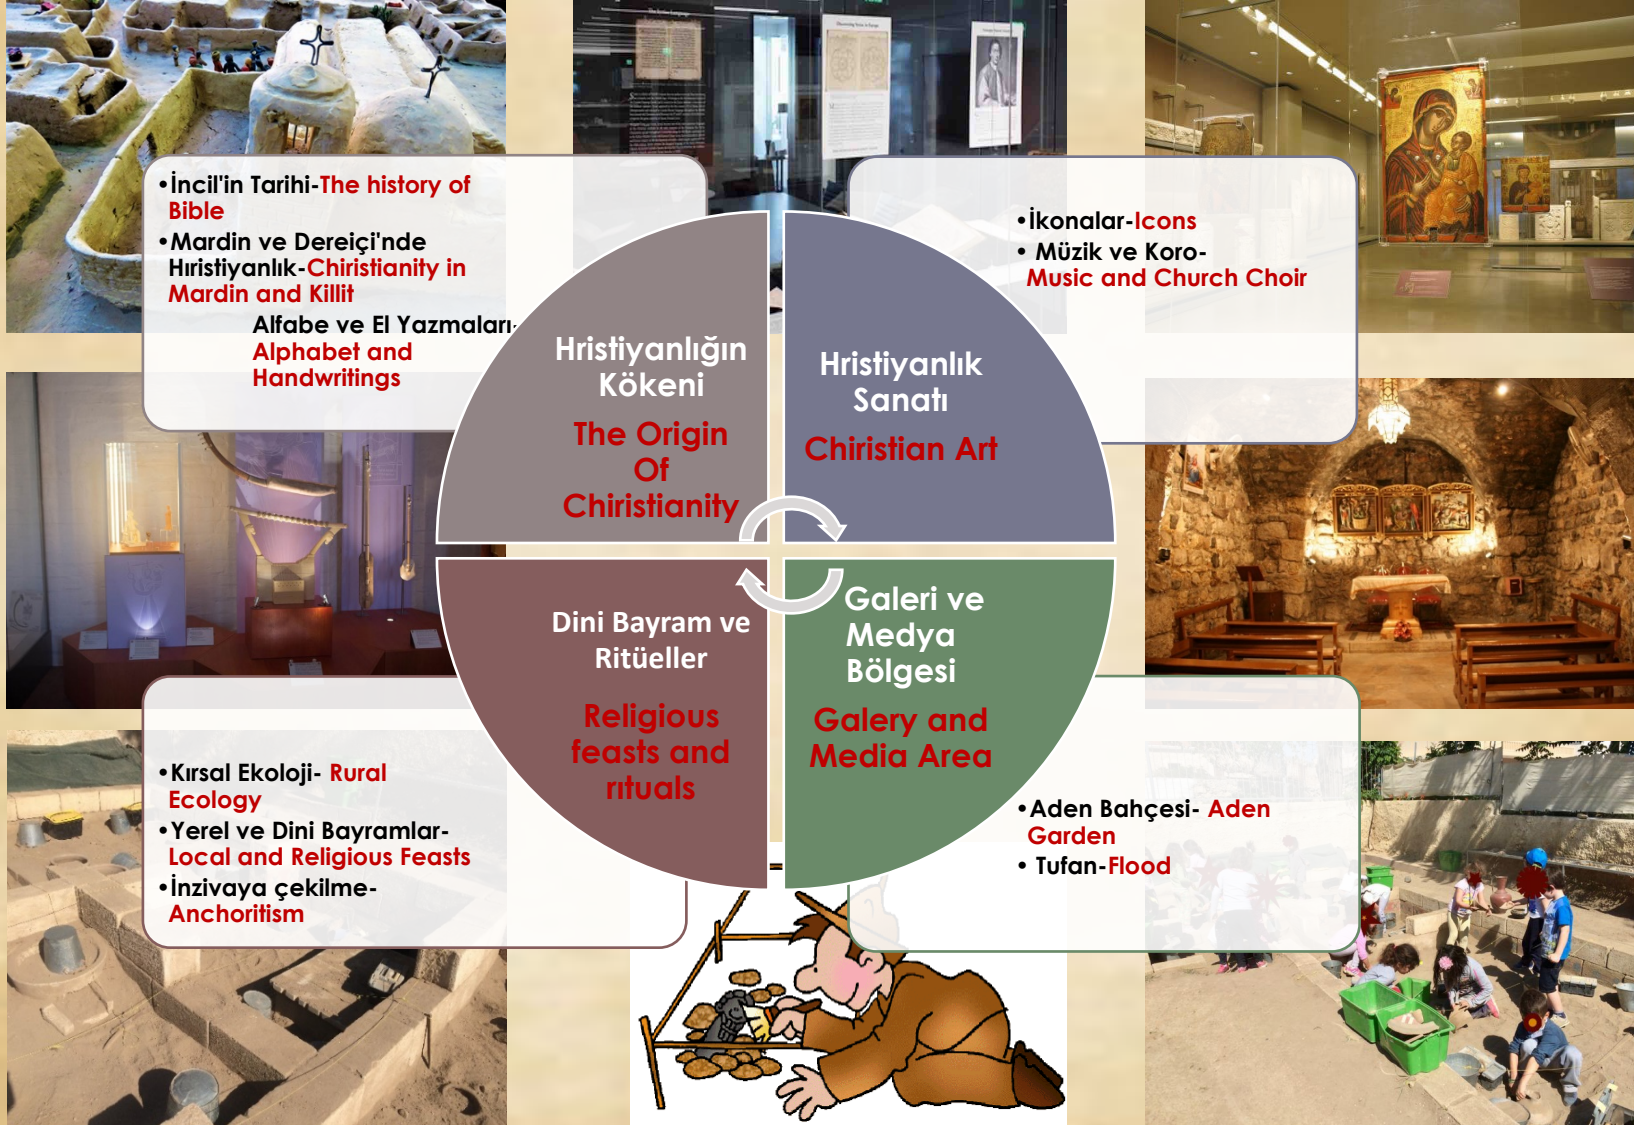 •İncil'in Tarihi-The history of
Bible
•Mardin ve Dereiçi'nde
Hıristiyanlık-Chiristianity in
Mardin and Killit
Alfabe ve El Yazmaları-
Alphabet and
Handwritings
•İkonalar-Icons
• Müzik ve Koro-
Music and Church Choir
Hristiyanlığın
Kökeni
The Origin
Of
Chiristianity
Hristiyanlık
Sanatı
Chiristian Art
Dini Bayram ve
Ritüeller
Religious
feasts and
rıtuals
Galeri ve
Medya
Bölgesi
Galery and
Media Area
•Kırsal Ekoloji- Rural
Ecology
•Yerel ve Dini Bayramlar-
Local and Religious Feasts
•İnzivaya çekilme-
Anchoritism
•Aden Bahçesi- Aden
Garden
• Tufan-Flood